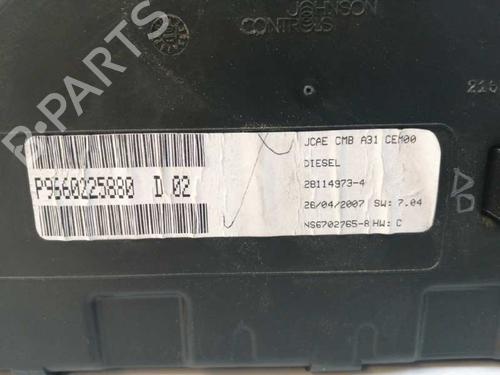 JOHNSON
CONTROLS
216
JCAE CMB A31 CEM00
DIESEL
28114973-4
26/04/2007 SW: 7.04
NS6702765-A HW: C
P9660225880 D 02
B-PARTS